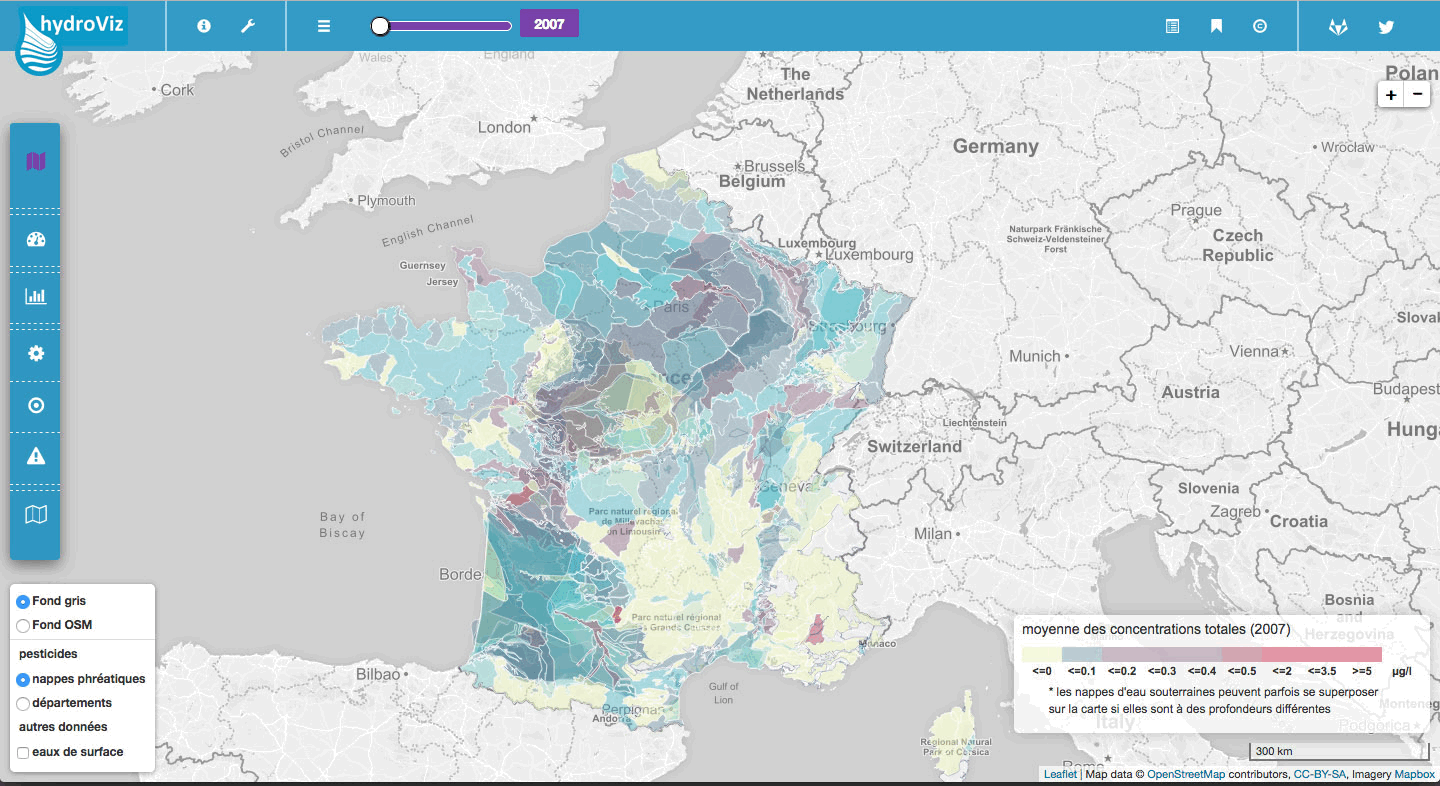 hydroViz
2007
Wales
England
Cork
The
Netherlands
Polan
+ −
London
Bristol Channel
Germany
Wrocław
Brussels
Belgium
Plymouth
English Channel
Prague
Czech
Republic
Naturpark Fränkische
Schweiz-Veldensteiner
Forst
Luxembourg
Luxembourg
Guernsey
Jersey
Paris
Strasbourg
Slovak
Munich
Vienna
nce
Austria
Budapest
Liechtenstein
Switzerland
Hunga
Geneva
Slovenia
Zagreb
Croatia
Parc naturel régional
de Millevaches
en Limousin
Bay of
Biscay
Milan
Borde
Fond gris
Fond OSM
pesticides
nappes phréatiques
départements
autres données
eaux de surface
Parc naturel régional
des Grands Causses
Monaco
Bosnia
and
Herzegovina
Bilbao
Gulf of
Lion
Perpignan
Ando
Regional Natural
Park of Corsica
moyenne des concentrations totales (2007)
<=0 <=0.1 <=0.2 <=0.3 <=0.4 <=0.5 <=2 <=3.5 >=5 µg/l
* les nappes d'eau souterraines peuvent parfois se superposer
sur la carte si elles sont à des profondeurs différentes
Italy
Montene
Podgorica
Rome
300 km
Leaflet | Map data © OpenStreetMap contributors, CC-BY-SA, Imagery Mapbox